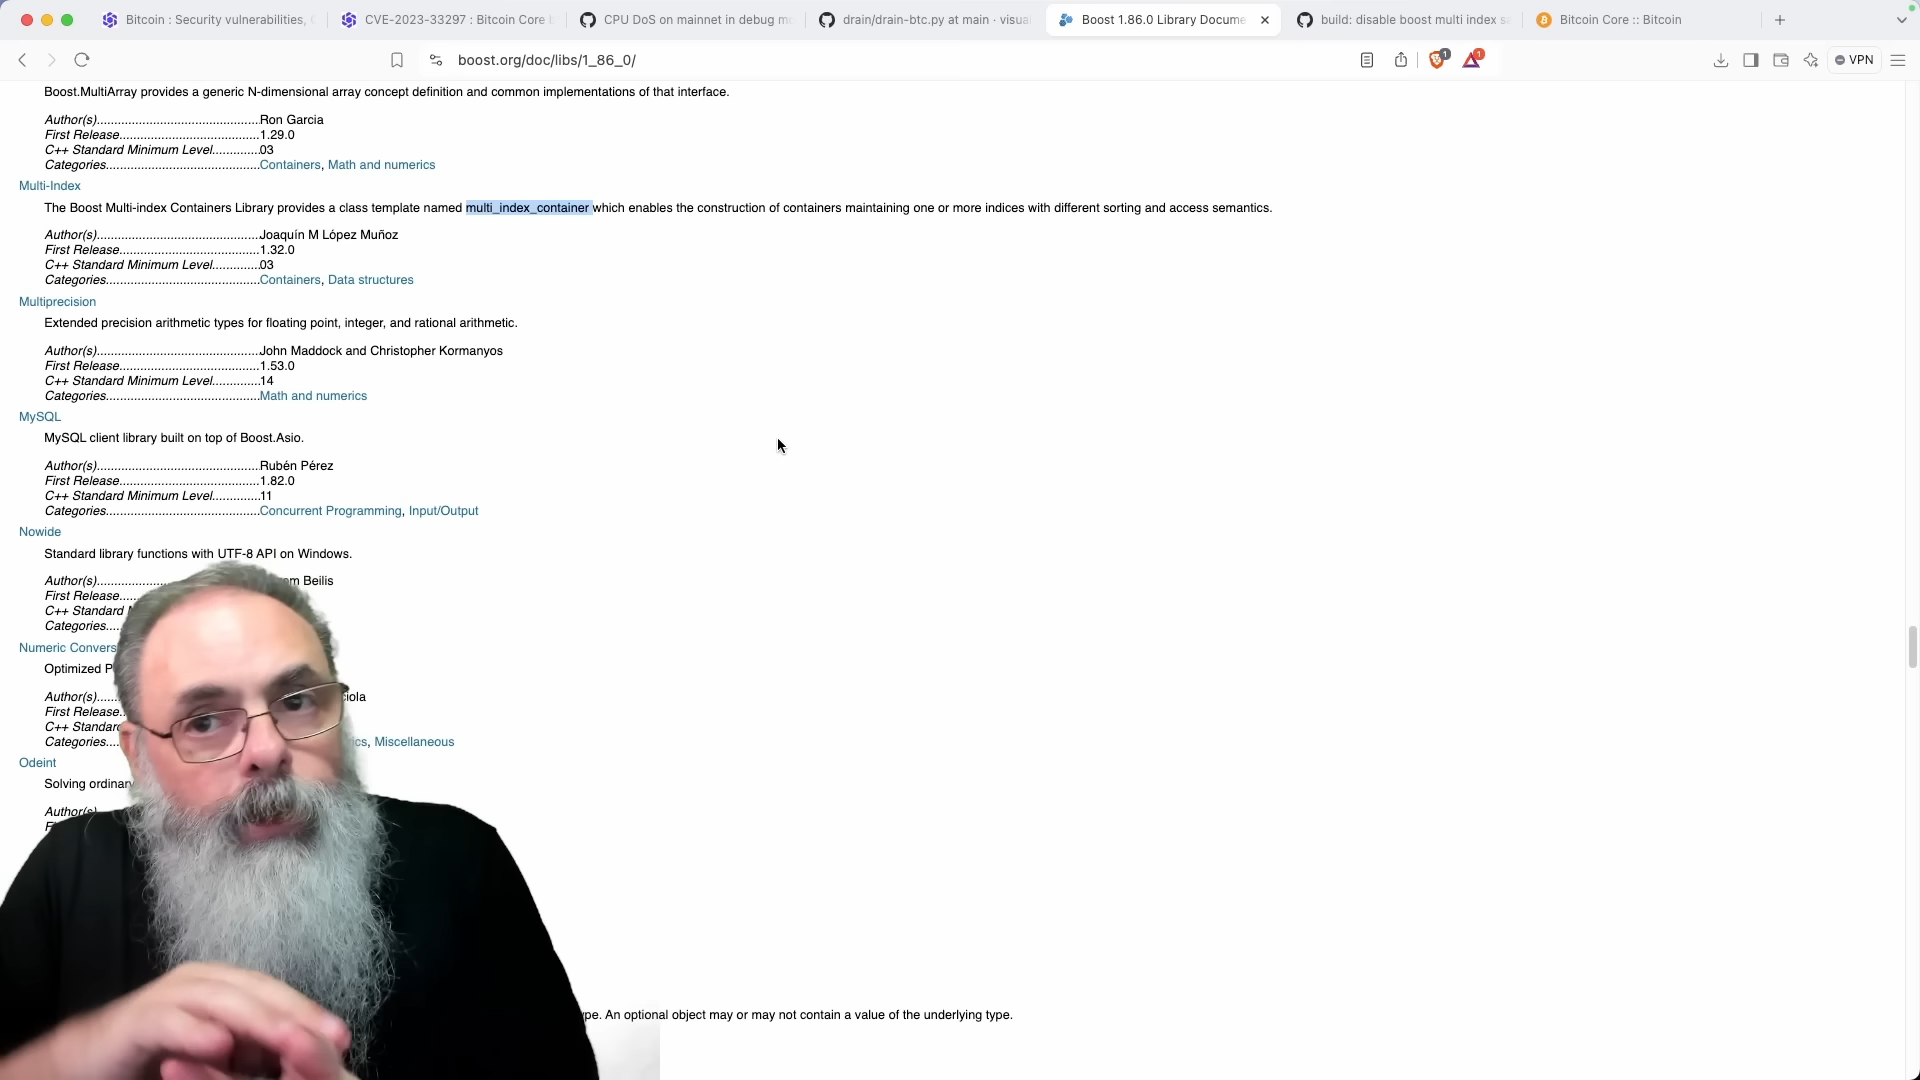 Bitcoin : Security vulnerabilities,
CVE-2023-33297 : Bitcoin Core
CPU DoS on mainnet in debug m
drain/drain-btc.py at main · visua
Boost 1.86.0 Library Docume
build: disable boost multi index s
Bitcoin Core :: Bitcoin
boost.org/doc/libs/1_86_0/
1
1
VPN
Boost.MultiArray provides a generic N-dimensional array concept definition and common implementations of that interface.
Author(s)...............................................Ron Garcia
First Release.........................................1.29.0
C++ Standard Minimum Level..............03
Categories............................................Containers, Math and numerics
Multi-Index
The Boost Multi-index Containers Library provides a class template named multi_index_container which enables the construction of containers maintaining one or more indices with different sorting and access semantics.
Author(s)...............................................Joaquín M López Muñoz
First Release.........................................1.32.0
C++ Standard Minimum Level..............03
Categories............................................Containers, Data structures
Multiprecision
Extended precision arithmetic types for floating point, integer, and rational arithmetic.
Author(s)...............................................John Maddock and Christopher Kormanyos
First Release.........................................1.53.0
C++ Standard Minimum Level..............14
Categories............................................Math and numerics
MySQL
MySQL client library built on top of Boost.Asio.
Author(s)...............................................Rubén Pérez
First Release.........................................1.82.0
C++ Standard Minimum Level..............11
Categories............................................Concurrent Programming, Input/Output
Nowide
Standard library functions with UTF-8 API on Windows.
Author(s)..................... Beilis
First Release.....
C++ Standard
Categories....
Numeric Convers
Optimized
Author(s)......
First Release.
C++ Standard
Categories.... Miscellaneous
Odeint
Solving ordinary
Author(s)
pe. An optional object may or may not contain a value of the underlying type.